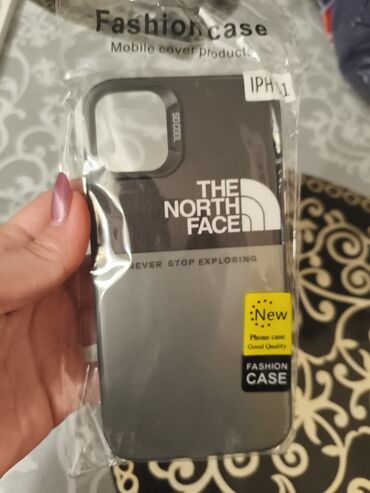 Fashion case
Mobile cover products
SO COOL
THE
NORTH
FACE
NEVER STOP EXPLORING
New
Phone case
Good Quality
FASHION
CASE